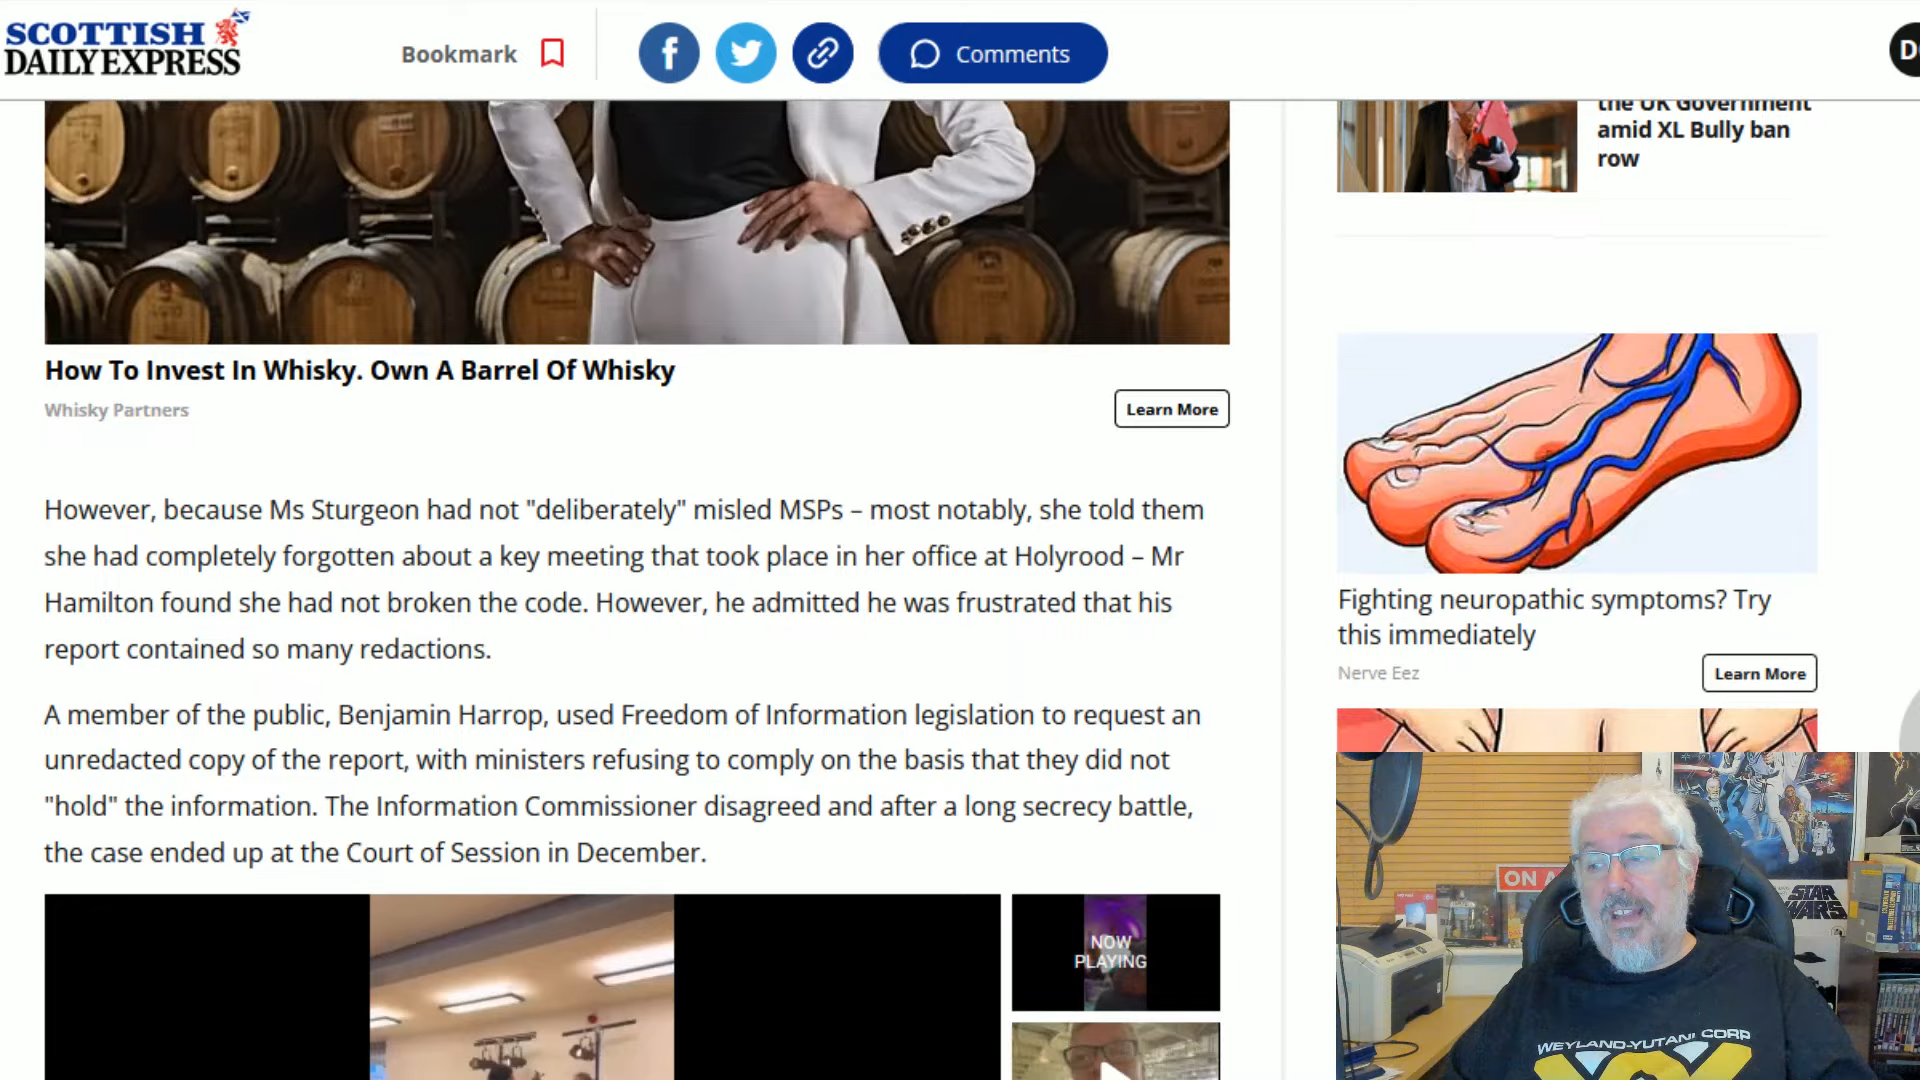 SCOTTISH
DAILY EXPRESS
Bookmark
Comments
D
the UK Government
amid XL Bully ban
row
How To Invest In Whisky. Own A Barrel Of Whisky
Whisky Partners
Learn More
However, because Ms Sturgeon had not "deliberately" misled MSPs – most notably, she told them
she had completely forgotten about a key meeting that took place in her office at Holyrood – Mr
Hamilton found she had not broken the code. However, he admitted he was frustrated that his
report contained so many redactions.
A member of the public, Benjamin Harrop, used Freedom of Information legislation to request an
unredacted copy of the report, with ministers refusing to comply on the basis that they did not
"hold" the information. The Information Commissioner disagreed and after a long secrecy battle,
the case ended up at the Court of Session in December.
NOW
PLAYING
Fighting neuropathic symptoms? Try
this immediately
Nerve Eez
Learn More
ON A
STAR
WARS
WEYLAND-YUTANI CORP